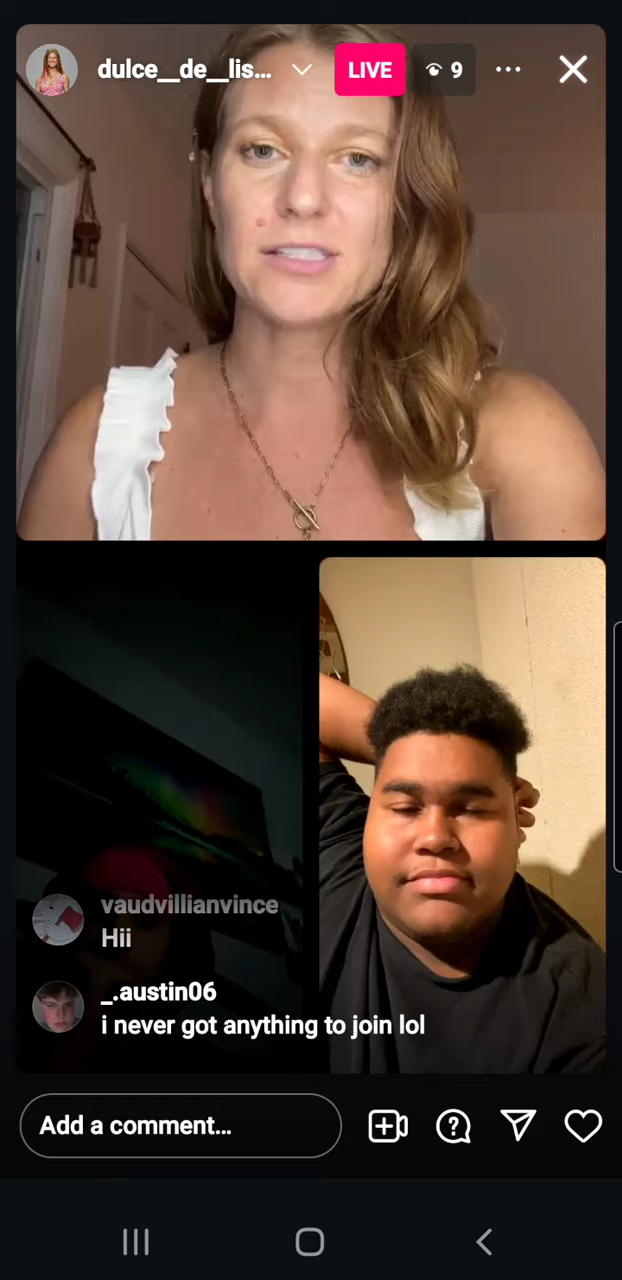 dulce__de__lis...
LIVE
9
vaudvillianvince
Hii
_.austin06
i never got anything to join lol
Add a comment...